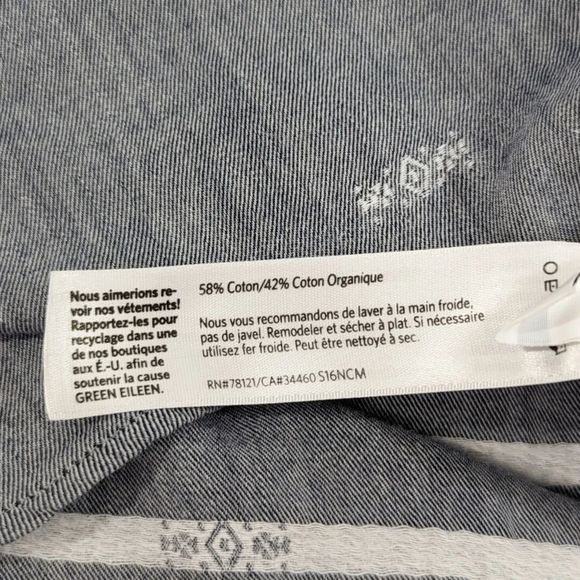 Nous aimerions re-
voir nos vêtements!
Rapportez-les pour
recyclage dans une
de nos boutiques
aux É.-U. afin de
soutenir la cause
GREEN EILEEN.
58% Coton/42% Coton Organique
Nous vous recommandons de laver à la main froide,
pas de javel. Remodeler et sécher à plat. Si nécessaire
utilisez fer froide. Peut être nettoyé à sec.
RN#78121/CA#34460 S16NCM